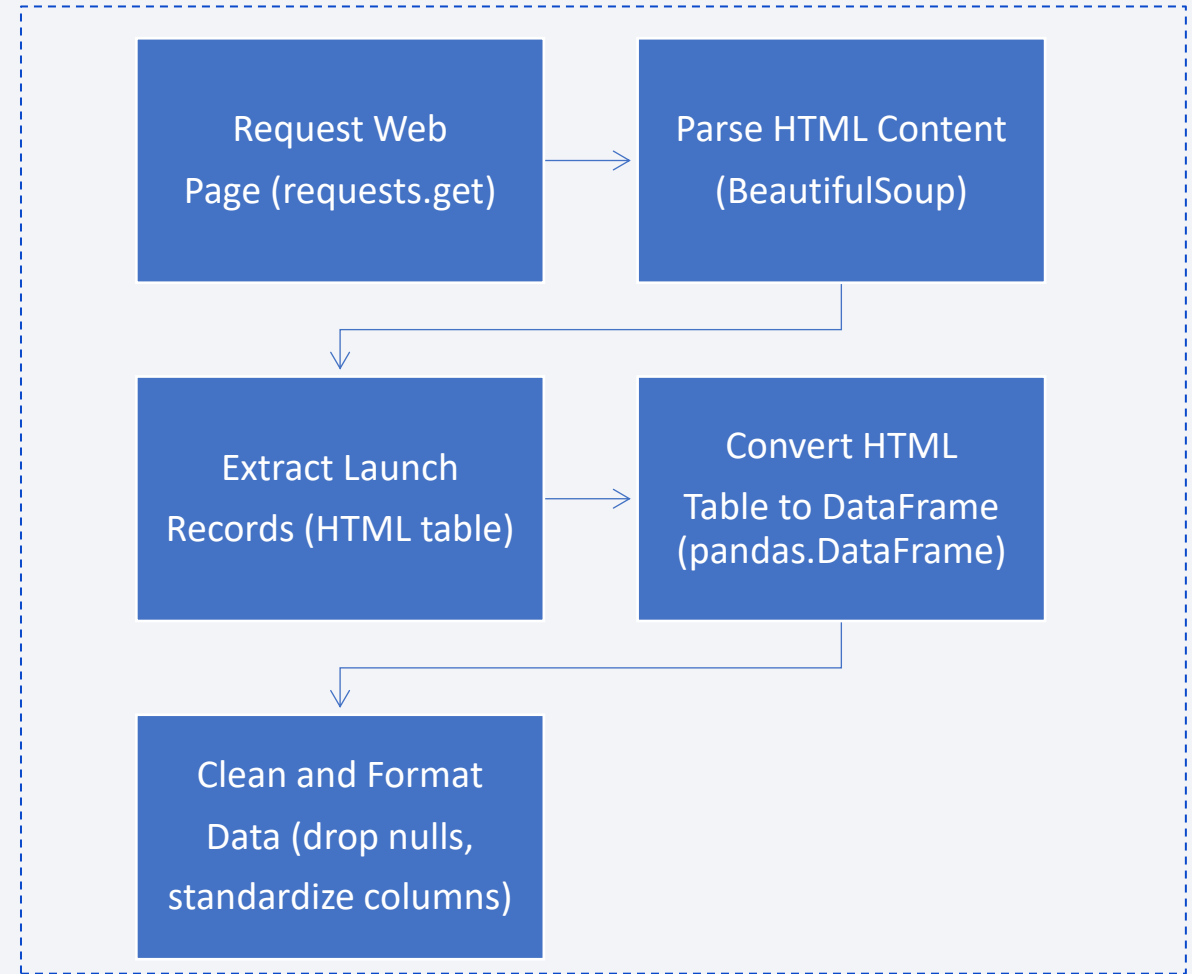 Request Web
Page (requests.get)
Parse HTML Content
(BeautifulSoup)
Extract Launch
Records (HTML table)
Convert HTML
Table to DataFrame
(pandas.DataFrame)
Clean and Format
Data (drop nulls,
standardize columns)